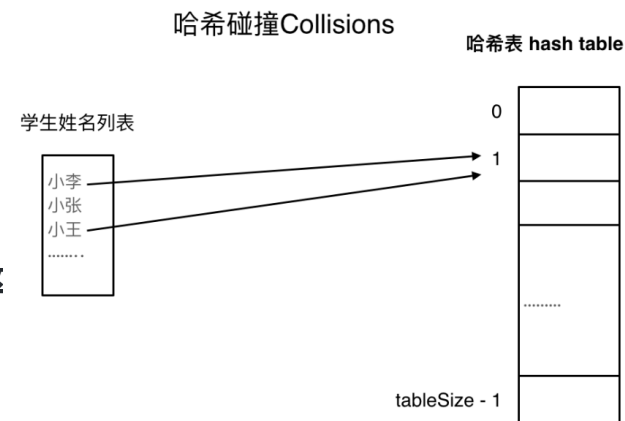 哈希碰撞Collisions
哈希表 hash table
学生姓名列表
小李
小张
小王
........
0
1
.........
tableSize - 1